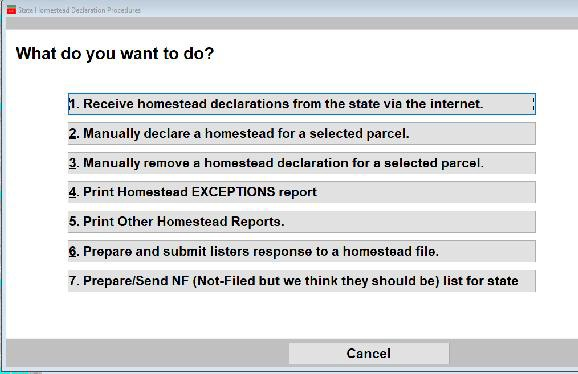 State Homestead Declaration Procedures
What do you want to do?
1. Receive homestead declarations from the state via the internet.
2. Manually declare a homestead for a selected parcel.
3. Manually remove a homestead declaration for a selected parcel.
4. Print Homestead EXCEPTIONS report
5. Print Other Homestead Reports.
6. Prepare and submit listers response to a homestead file.
7. Prepare/Send NF (Not-Filed but we think they should be) list for state
Cancel